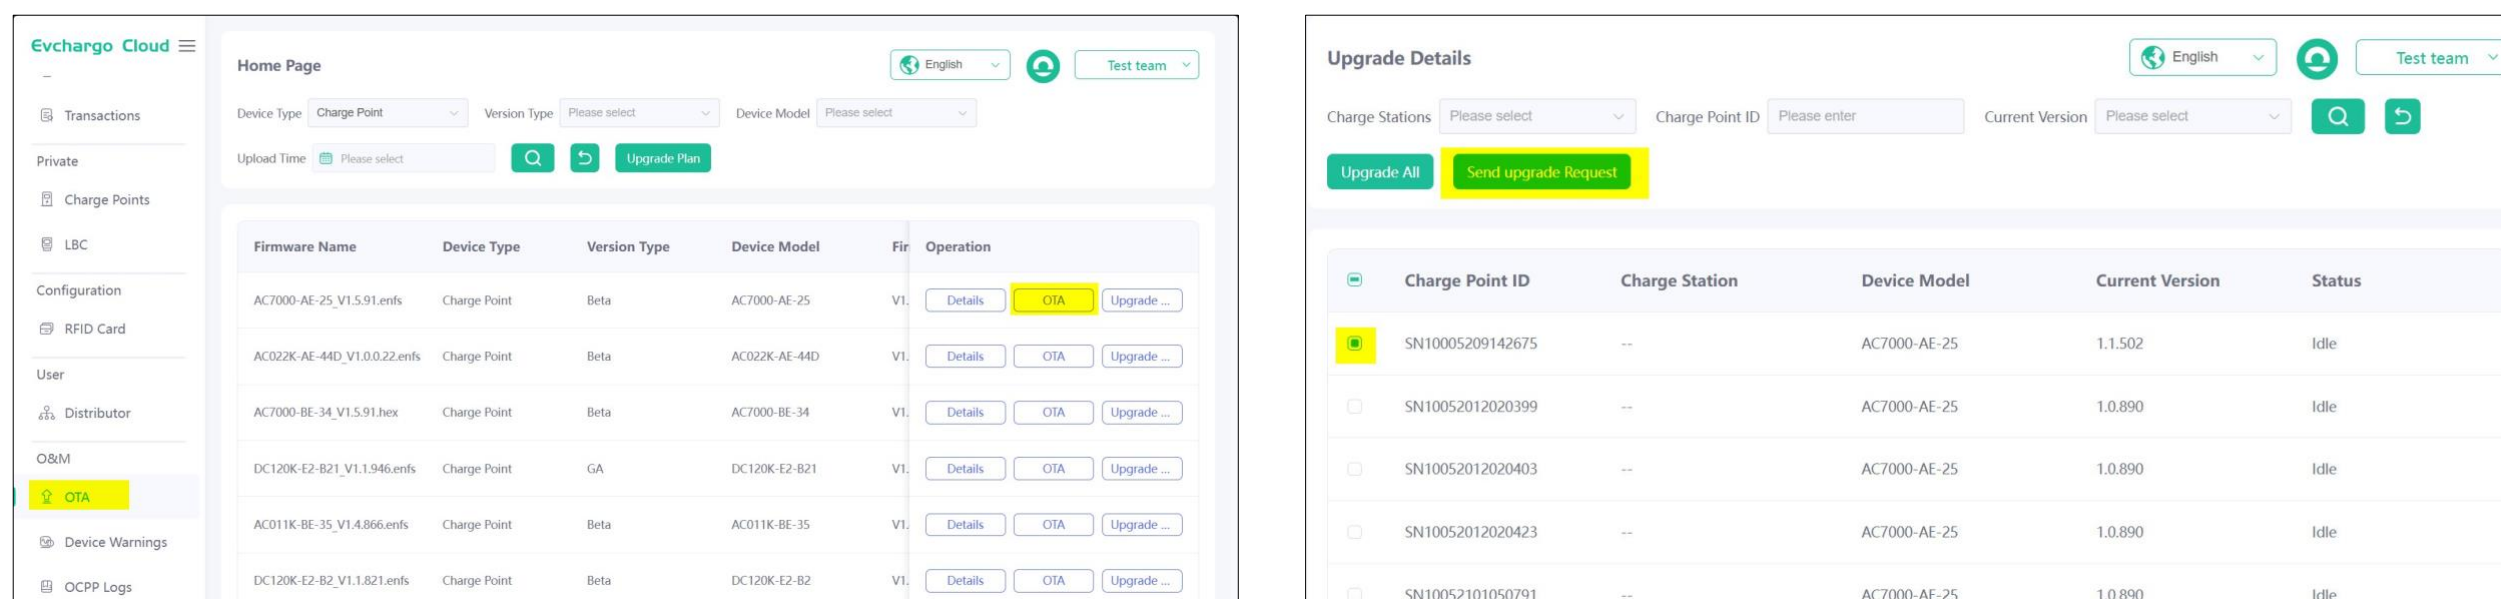 Evchargo Cloud
Transactions
Private
Charge Points
LBC
Configuration
RFID Card
User
Distributor
O&M
OTA
Device Warnings
OCPP Logs
Home Page
English
Test team
Device Type Charge Point Version Type Please select Device Model Please select
Upload Time Please select Upgrade Plan
Firmware Name Device Type Version Type Device Model Fir Operation
AC7000-AE-25_V1.5.91.enfs Charge Point Beta AC7000-AE-25 V1. Details OTA Upgrade ...
AC022K-AE-44D_V1.0.0.22.enfs Charge Point Beta AC022K-AE-44D V1. Details OTA Upgrade ...
AC7000-BE-34_V1.5.91.hex Charge Point Beta AC7000-BE-34 V1. Details OTA Upgrade ...
DC120K-E2-B21_V1.1.946.enfs Charge Point GA DC120K-E2-B21 V1. Details OTA Upgrade ...
AC011K-BE-35_V1.4.866.enfs Charge Point Beta AC011K-BE-35 V1. Details OTA Upgrade ...
DC120K-E2-B2_V1.1.821.enfs Charge Point Beta DC120K-E2-B2 V1. Details OTA Upgrade ...
Upgrade Details
English
Test team
Charge Stations Please select Charge Point ID Please enter Current Version Please select
Upgrade All Send upgrade Request
Charge Point ID Charge Station Device Model Current Version Status
SN10005209142675 -- AC7000-AE-25 1.1.502 Idle
SN10052012020399 -- AC7000-AE-25 1.0.890 Idle
SN10052012020403 -- AC7000-AE-25 1.0.890 Idle
SN10052012020423 -- AC7000-AE-25 1.0.890 Idle
SN10052101050791 -- AC7000-AE-25 1.0.890 Idle